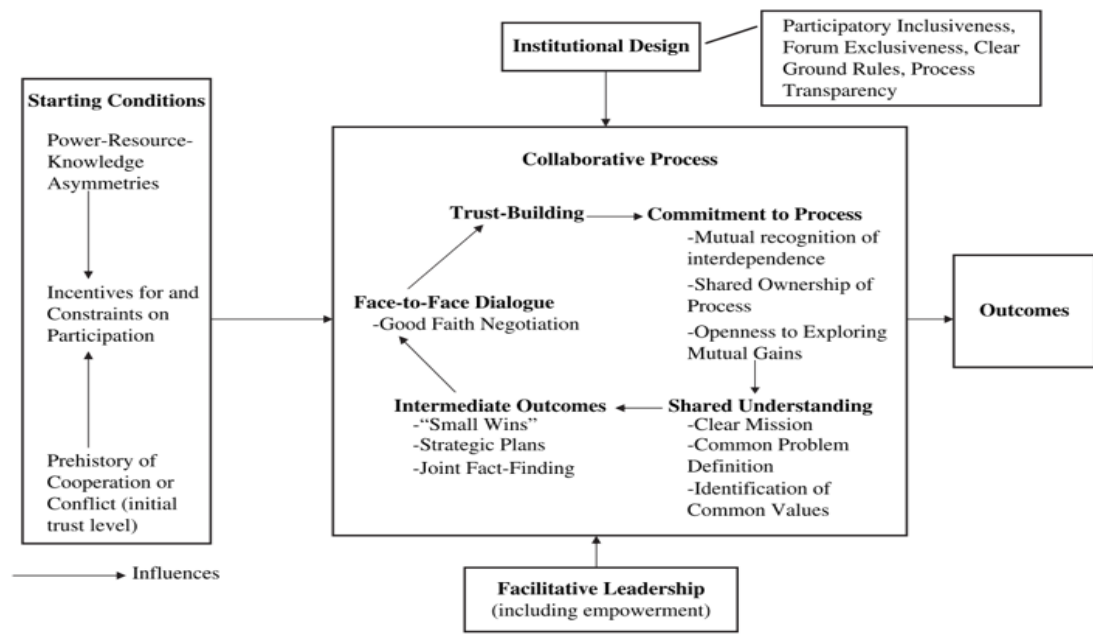 Institutional Design
Participatory Inclusiveness,
Forum Exclusiveness, Clear
Ground Rules, Process
Transparency
Starting Conditions
Power-Resource-
Knowledge
Asymmetries
Incentives for and
Constraints on
Participation
Prehistory of
Cooperation or
Conflict (initial
trust level)
Influences
Collaborative Process
Trust-Building
Commitment to Process
-Mutual recognition of
interdependence
-Shared Ownership of
Process
-Openness to Exploring
Mutual Gains
Face-to-Face Dialogue
-Good Faith Negotiation
Intermediate Outcomes
-“Small Wins”
-Strategic Plans
-Joint Fact-Finding
Shared Understanding
-Clear Mission
-Common Problem
Definition
-Identification of
Common Values
Outcomes
Facilitative Leadership
(including empowerment)